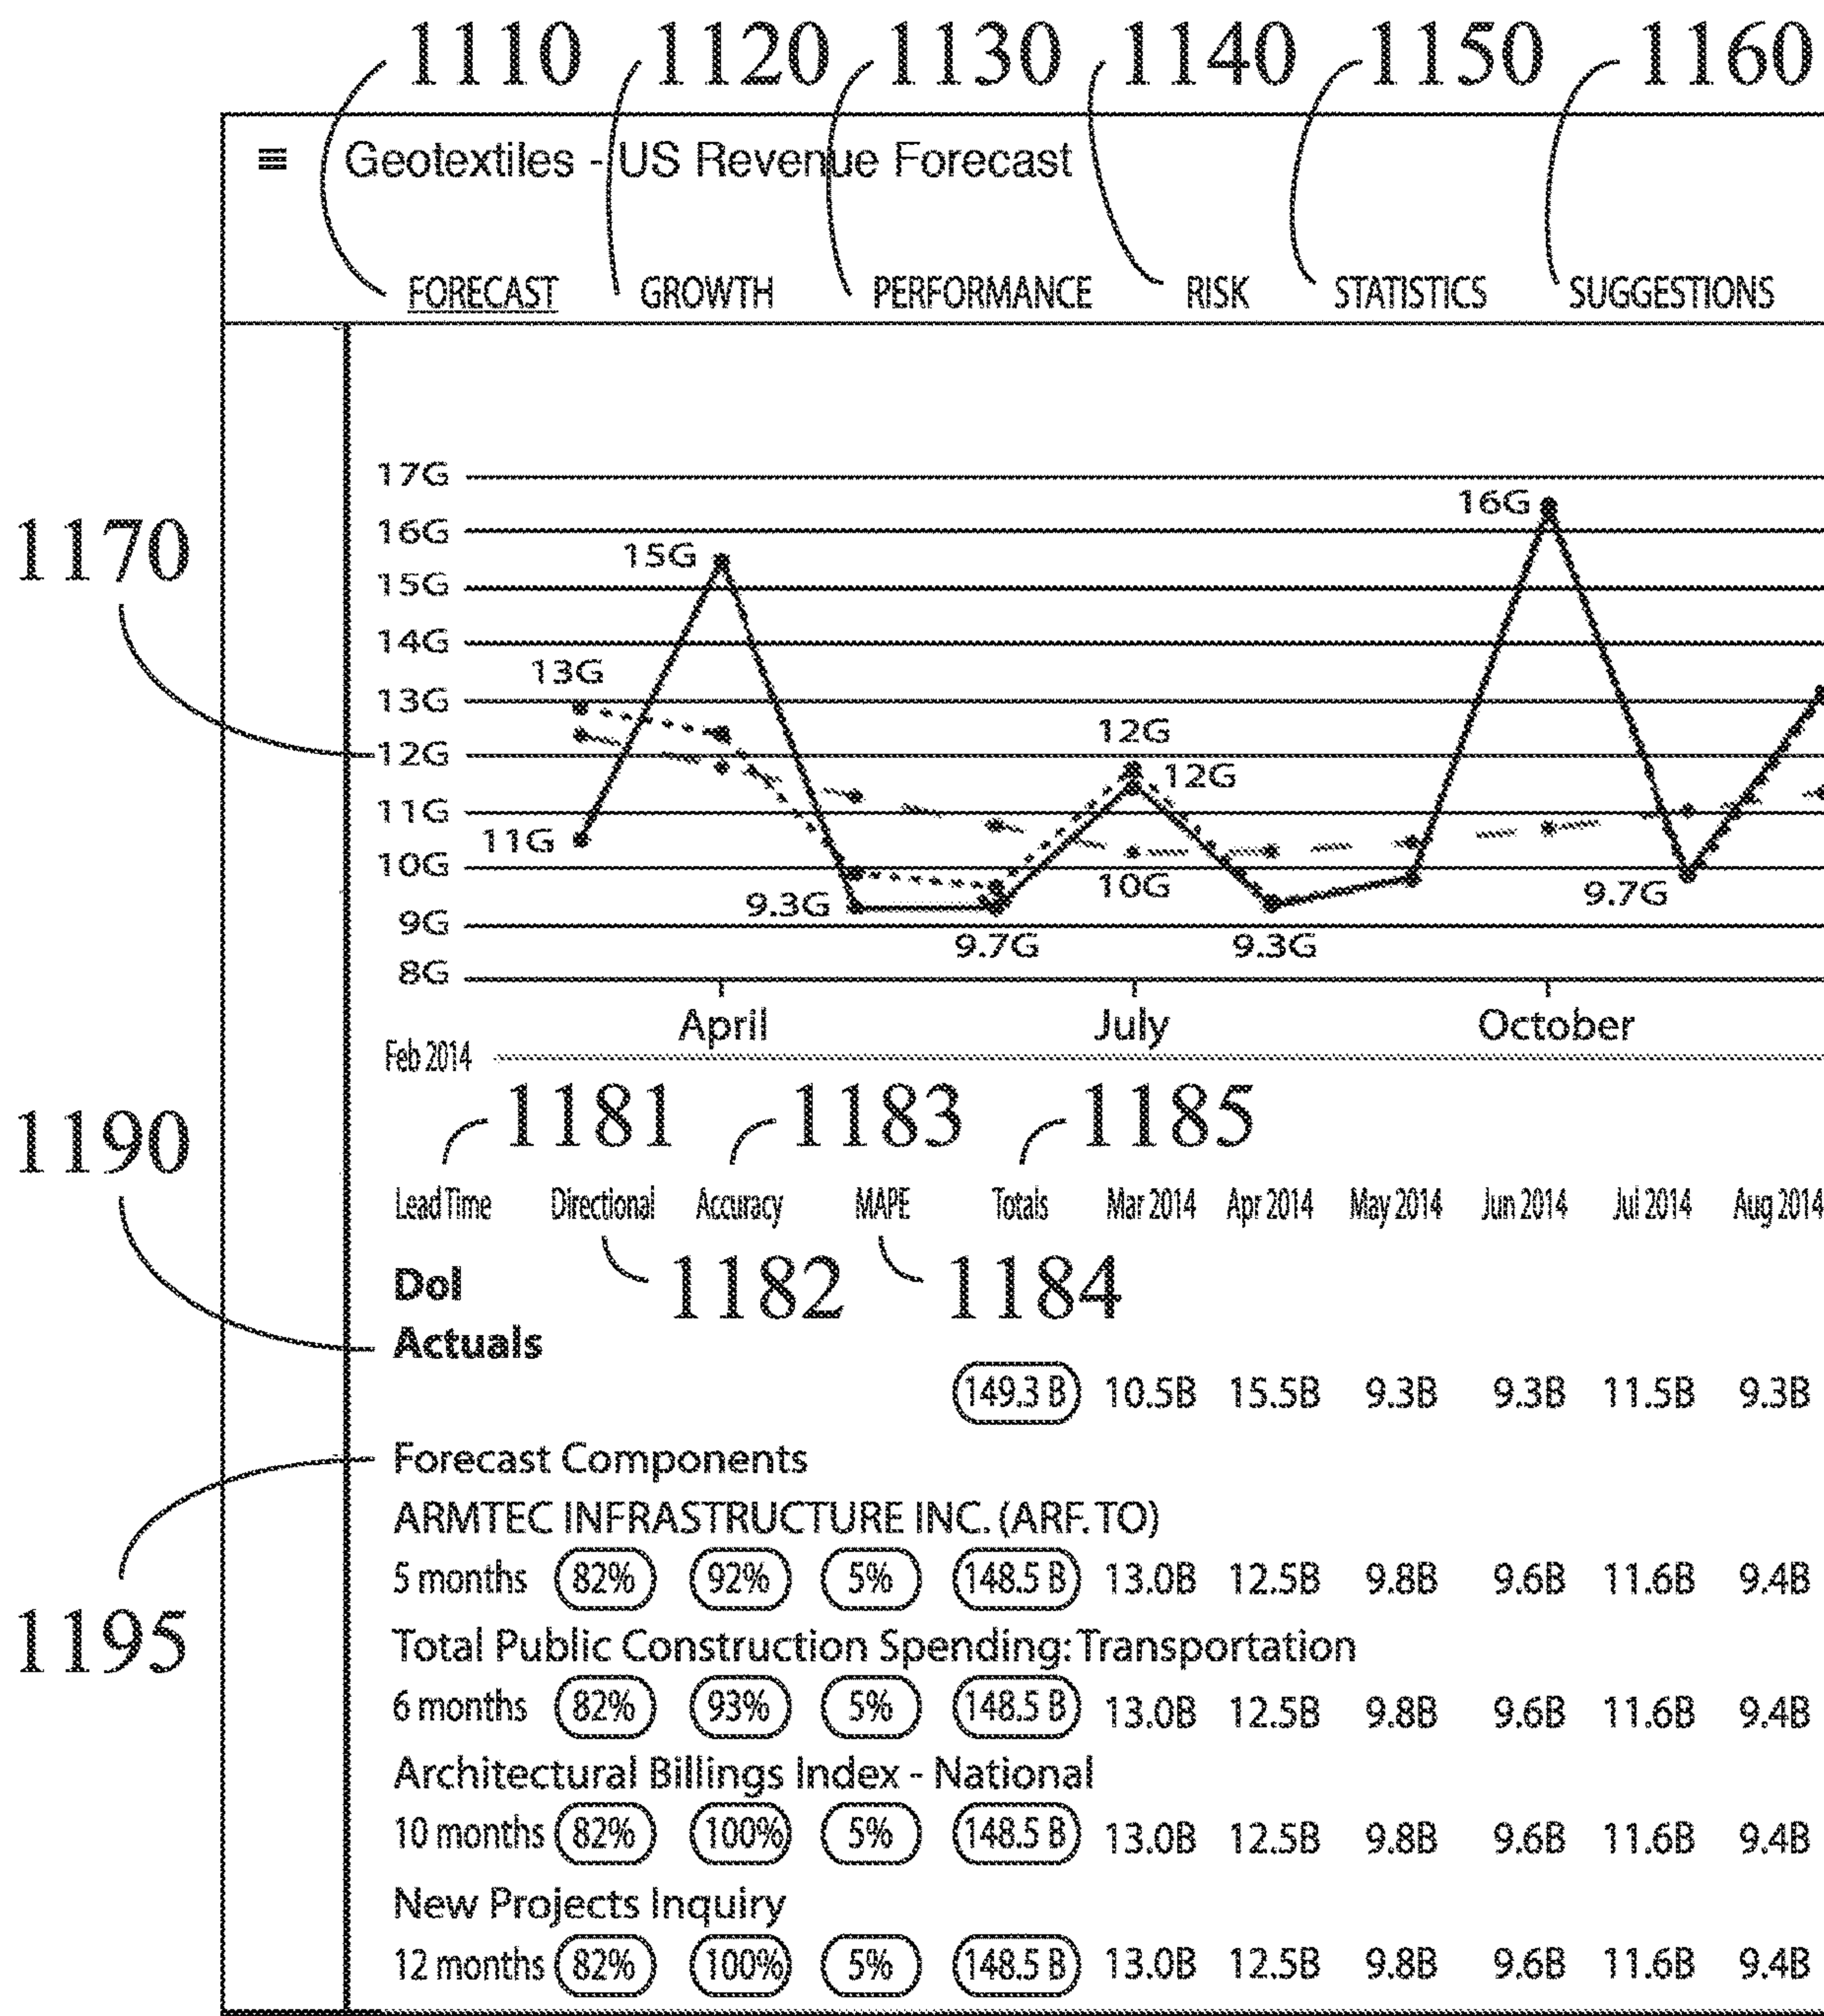 1110 1120 1130 1140 1150 1160
Geotextiles - US Revenue Forecast
FORECAST GROWTH PERFORMANCE RISK STATISTICS SUGGESTIONS
17G
16G
16G
1170
15G
15G
14G
13G
13G
12G
12G
12G
11G
11G
10G
10G
9.3G
9.7G
9G
9.7G
9.3G
8G
April July October
Feb 2014
1181 1183 1185
1190
Lead Time Directional Accuracy MAPE Totals Mar 2014 Apr 2014 May 2014 Jun 2014 Jul 2014 Aug 2014
1182 1184
Dol
Actuals
149.3 B 10.5B 15.5B 9.3B 9.3B 11.5B 9.3B
Forecast Components
ARMTEC INFRASTRUCTURE INC. (ARF.TO)
5 months 82% 92% 5% 148.5 B 13.0B 12.5B 9.8B 9.6B 11.6B 9.4B
1195
Total Public Construction Spending: Transportation
6 months 82% 93% 5% 148.5 B 13.0B 12.5B 9.8B 9.6B 11.6B 9.4B
Architectural Billings Index - National
10 months 82% 100% 5% 148.5 B 13.0B 12.5B 9.8B 9.6B 11.6B 9.4B
New Projects Inquiry
12 months 82% 100% 5% 148.5 B 13.0B 12.5B 9.8B 9.6B 11.6B 9.4B